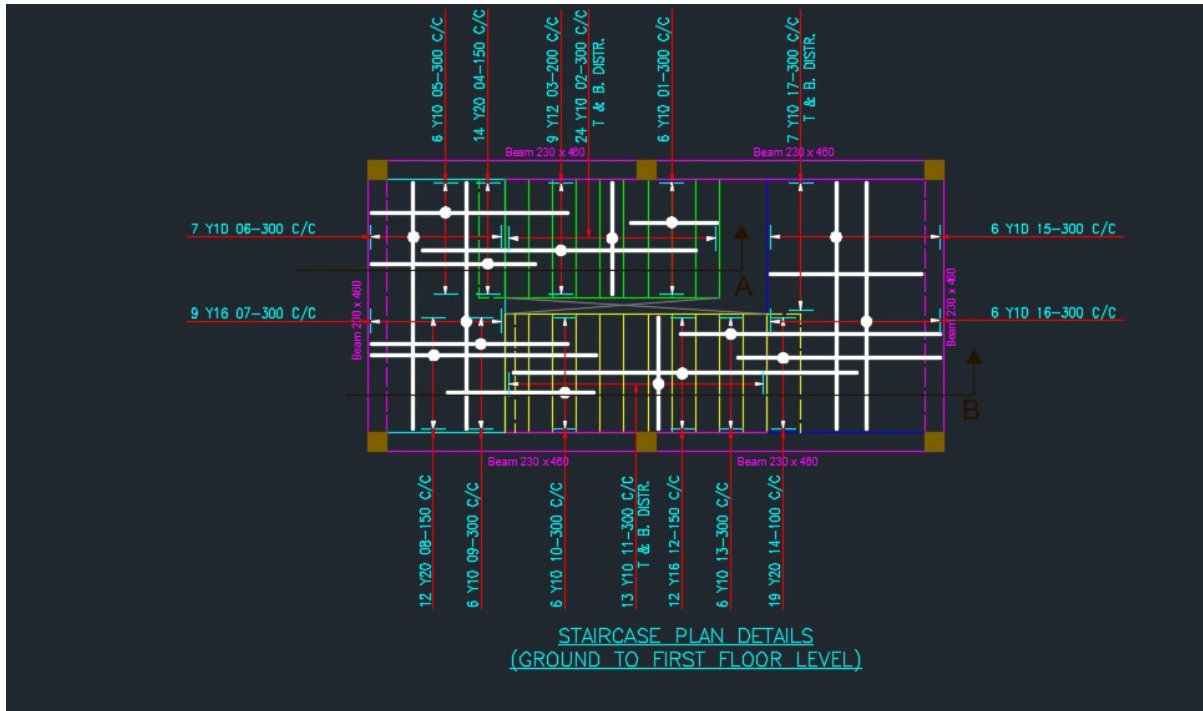 6 Y10 05-300 C/C
14 Y20 04-150 C/C
9 Y12 03-200 C/C
24 Y10 02-300 C/C
T & B. DISTR.
6 Y10 01-300 C/C
7 Y10 17-300 C/C
T & B. DISTR.
Beam 230 x 460
Beam 230 x 460
7 Y1D 06-300 C/C
6 Y1D 15-300 C/C
A
Beam 230 x 460
Beam 230 x 460
9 Y16 07-300 C/C
6 Y1D 16-300 C/C
B
Beam 230 x 460
Beam 230 x 460
12 Y20 08-150 C/C
6 Y10 09-300 C/C
6 Y10 10-300 C/C
13 Y10 11-300 C/C
T & B. DISTR.
12 Y16 12-150 C/C
6 Y10 13-300 C/C
19 Y20 14-100 C/C
STAIRCASE PLAN DETAILS
(GROUND TO FIRST FLOOR LEVEL)